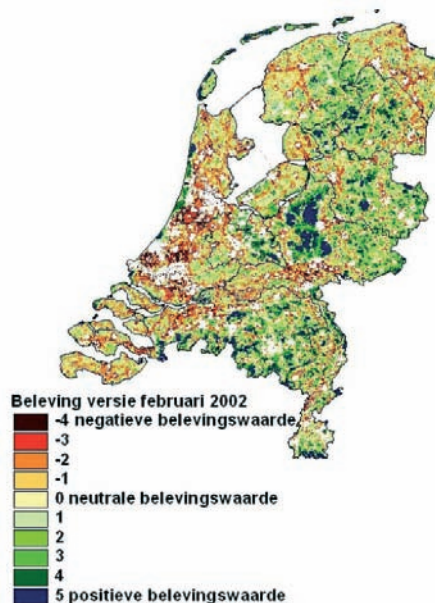 Beleving versie februari 2002
-4 negatieve belevingswaarde
-3
-2
-1
0 neutrale belevingswaarde
1
2
3
4
5 positieve belevingswaarde